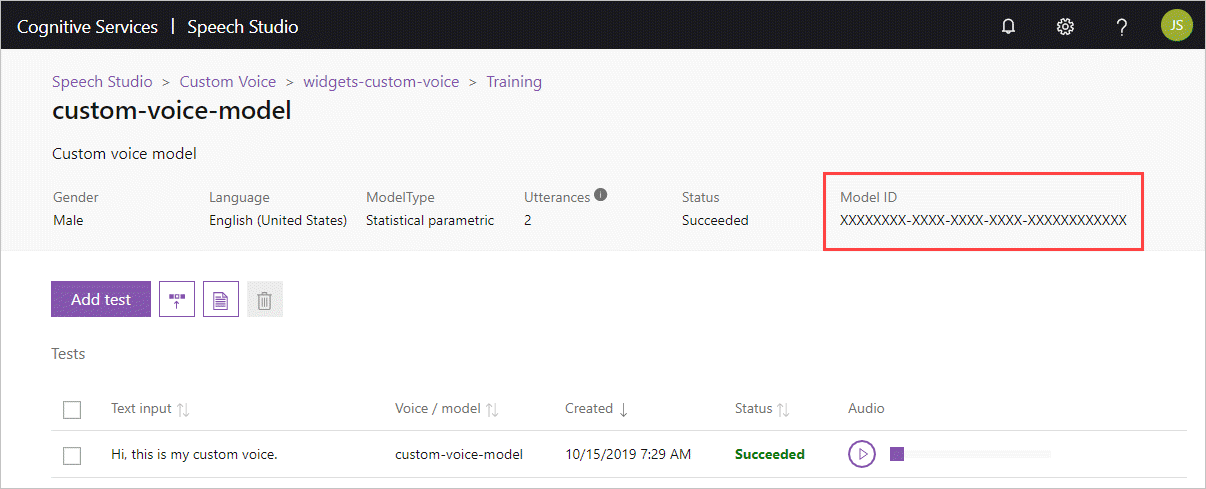 Cognitive Services | Speech Studio
? JS
Speech Studio > Custom Voice > widgets-custom-voice > Training
custom-voice-model
Custom voice model
Gender Language ModelType Utterances i Status Model ID
Male English (United States) Statistical parametric 2 Succeeded XXXXXXXX-XXXX-XXXX-XXXX-XXXXXXXXXXXX
Add test
Tests
Text input Voice / model Created Status Audio
Hi, this is my custom voice. custom-voice-model 10/15/2019 7:29 AM Succeeded